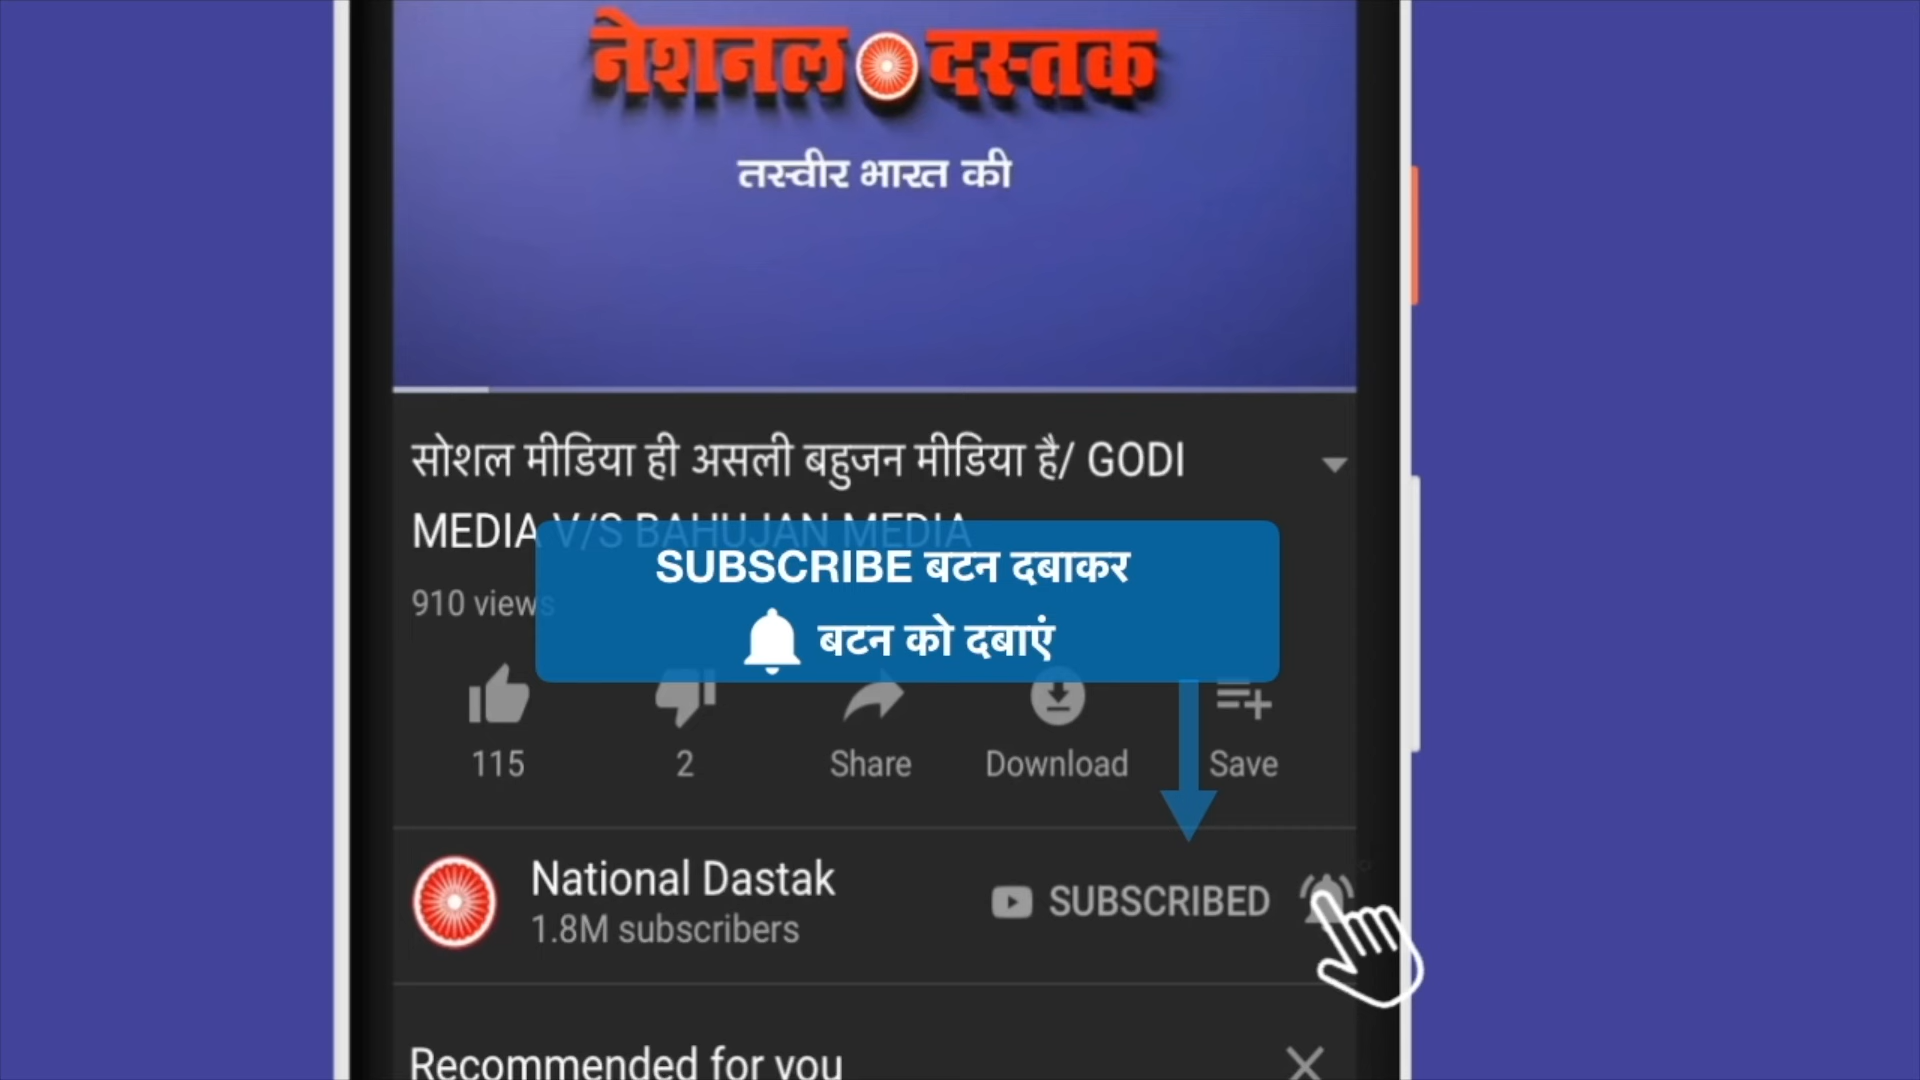 नेशनल दस्तक
तस्वीर भारत की
सोशल मीडिया ही असली बहुजन मीडिया है/ GODI
MEDIA V/S BAHUJAN MEDIA
910 views
SUBSCRIBE बटन दबाकर
बटन को दबाएं
115
2
Share
Download
Save
National Dastak
1.8M subscribers
SUBSCRIBED
Recommended for you